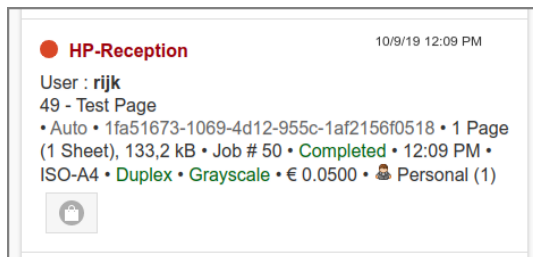 HP-Reception 10/9/19 12:09 PM
User : rijk
49 - Test Page
• Auto • 1fa51673-1069-4d12-955c-1af2156f0518 • 1 Page
(1 Sheet), 133,2 kB • Job # 50 • Completed • 12:09 PM •
ISO-A4 • Duplex • Grayscale • € 0.0500 • Personal (1)